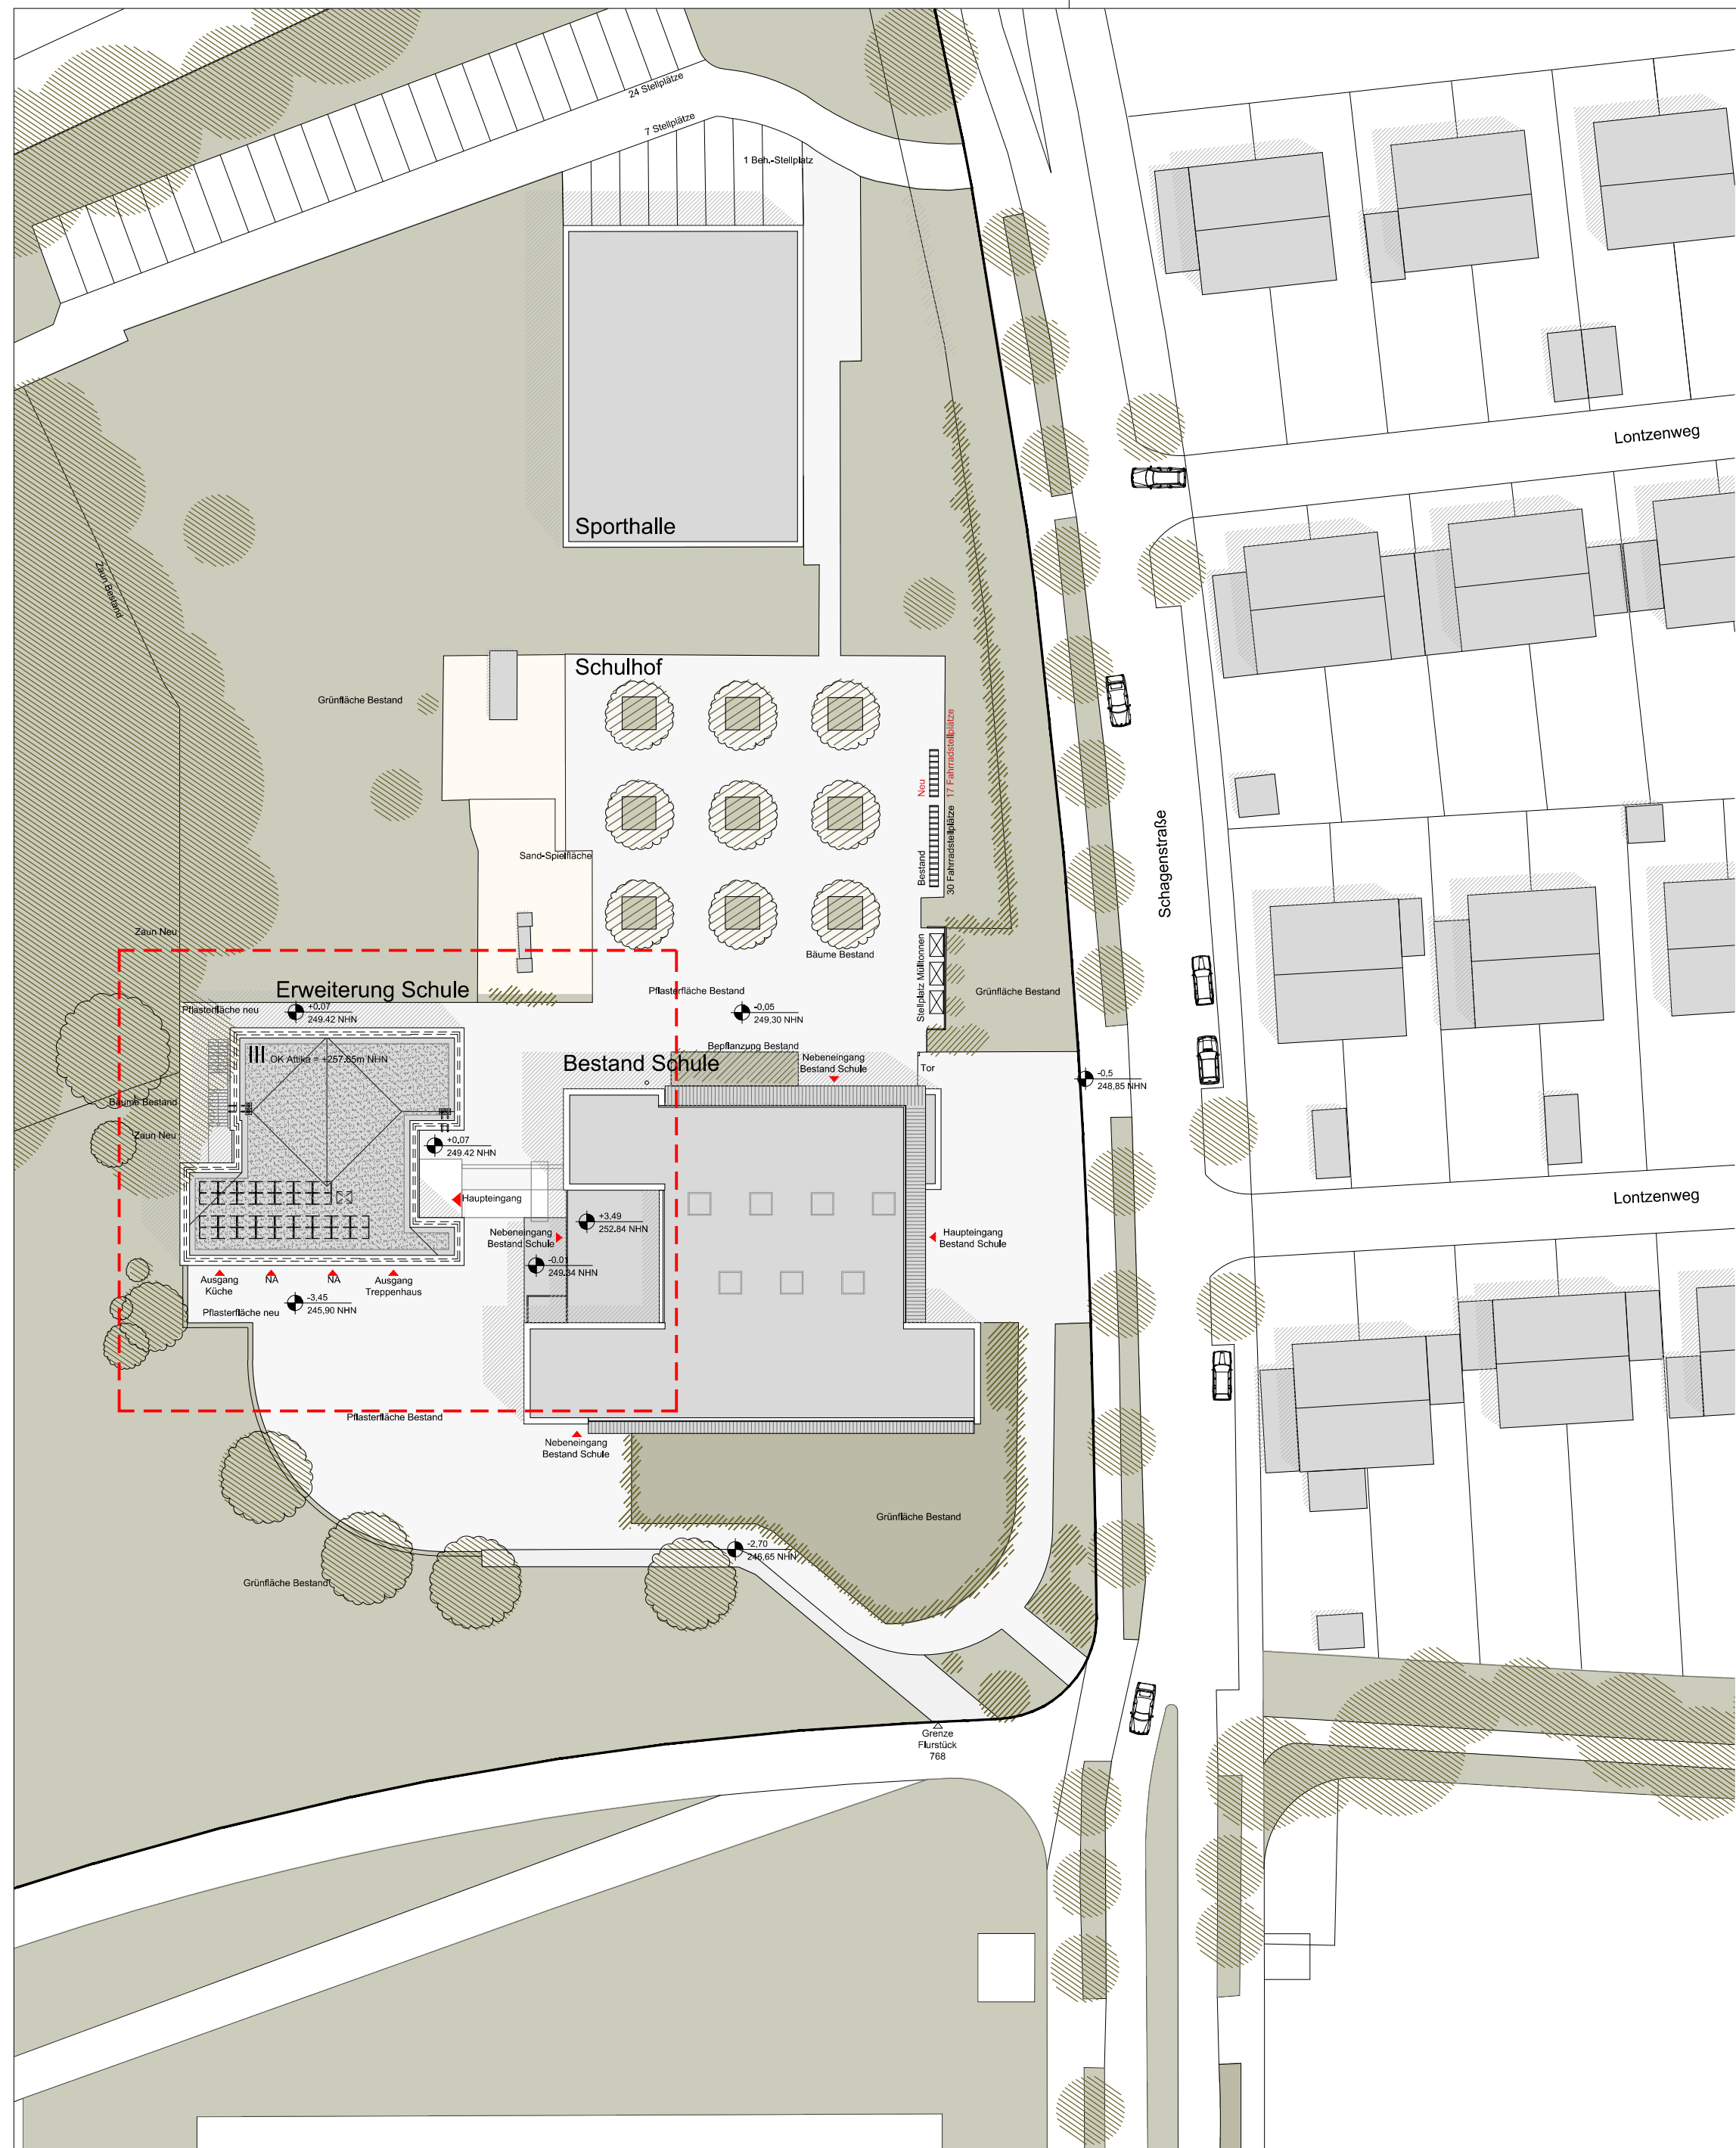 24 Stellplätze
7 Stellplätze
1 Beh.-Stellplatz
Lontzenweg
Sporthalle
Zaun Bestand
Schulhof
Grünfläche Bestand
Neu
17 Fahrradstellplätze
Bestand
30 Fahrradstellplätze
Schagenstraße
Sand-Spielfläche
Zaun Neu
Bäume Bestand
Stellplatz Mülltonnen
Erweiterung Schule
Pflasterfläche Bestand
Grünfläche Bestand
Pflasterfläche neu
+0,07
249.42 NHN
-0,05
249,30 NHN
III OK Attika = +257.65m NHN
Bepflanzung Bestand
Bestand Schule
Nebeneingang
Bestand Schule
Tor
-0,5
248,85 NHN
Bäume Bestand
Zaun Neu
+0,07
249.42 NHN
Haupteingang
Lontzenweg
+3,49
252.84 NHN
Nebeneingang
Bestand Schule
Haupteingang
Bestand Schule
-0.01
249.34 NHN
Ausgang
Küche
NA
NA
Ausgang
Treppenhaus
Pflasterfläche neu
-3,45
245,90 NHN
Pflasterfläche Bestand
Nebeneingang
Bestand Schule
Grünfläche Bestand
-2,70
246,65 NHN
Grünfläche Bestand
Grenze
Flurstück
768